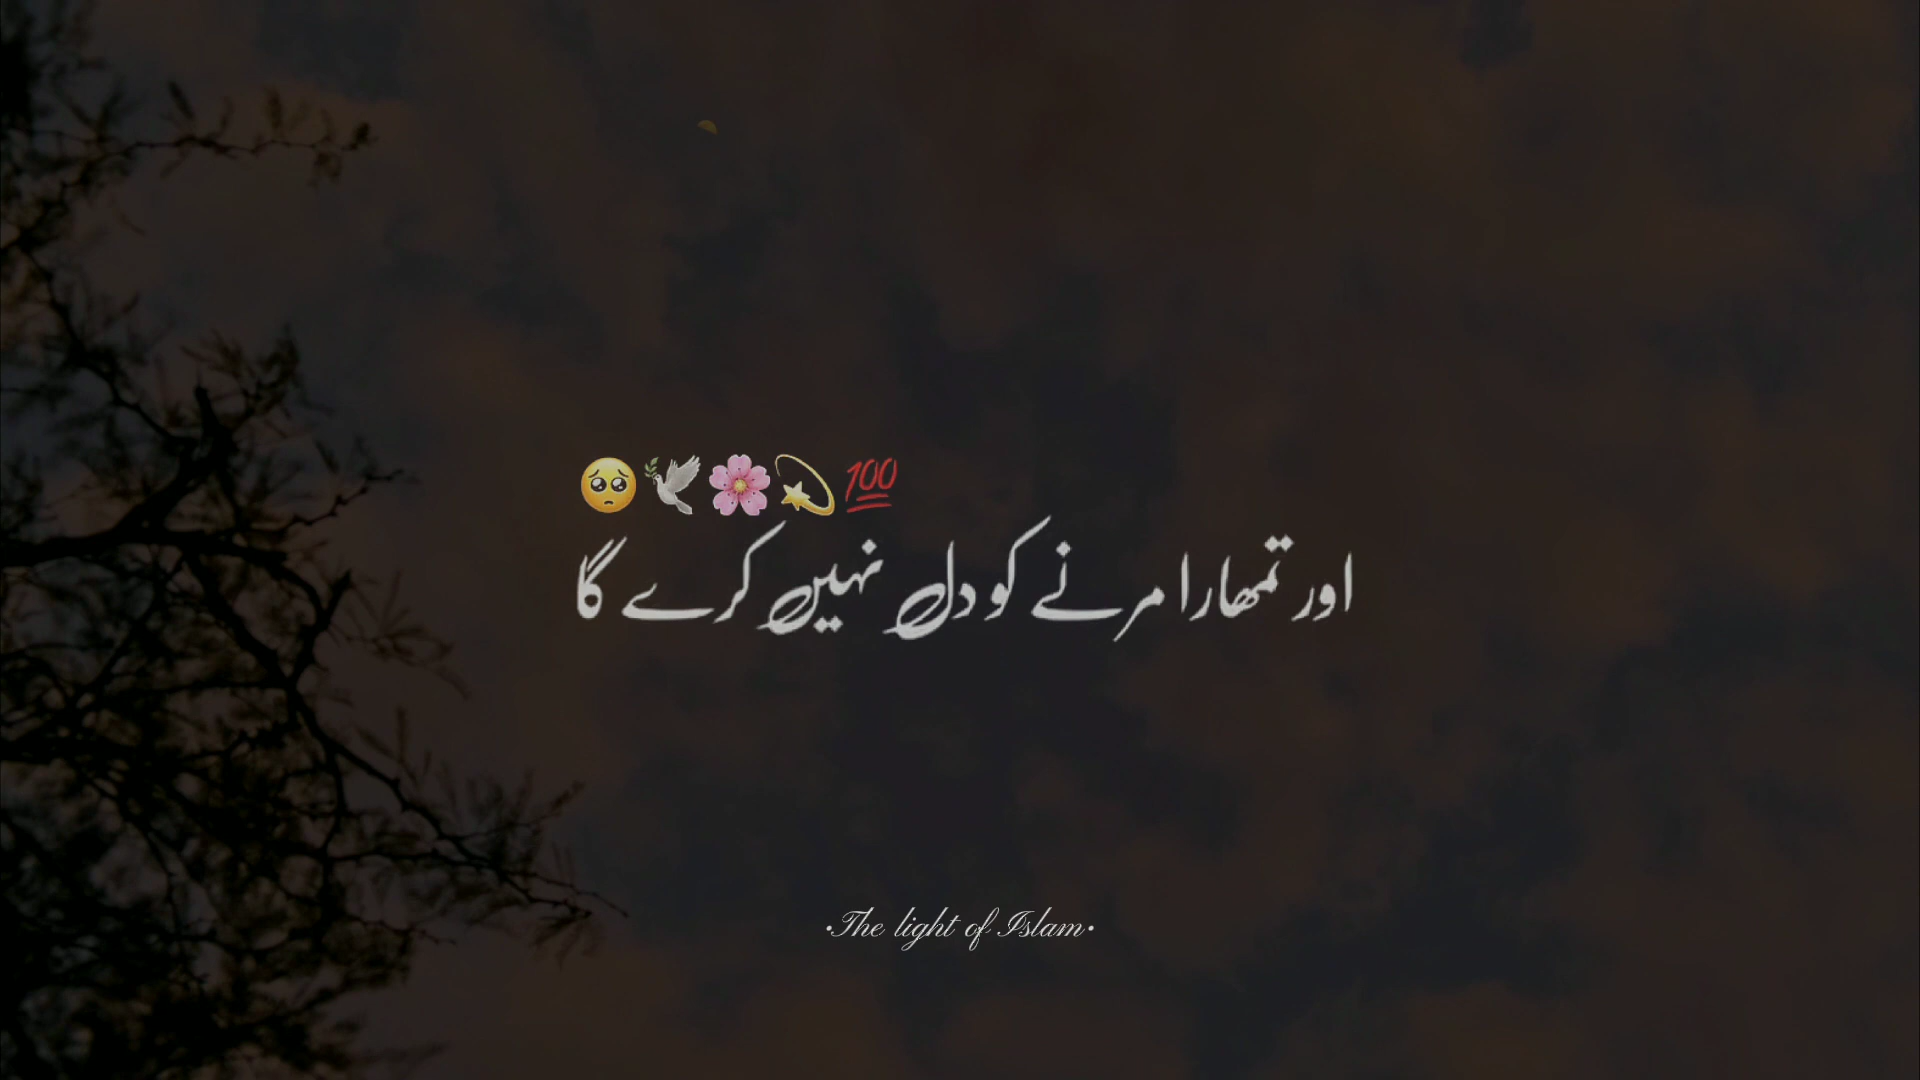 🥺🕊️🌸💫💯
اور تمھارا مرنے کو دل نہیں کرے گا
•The light of Islam•